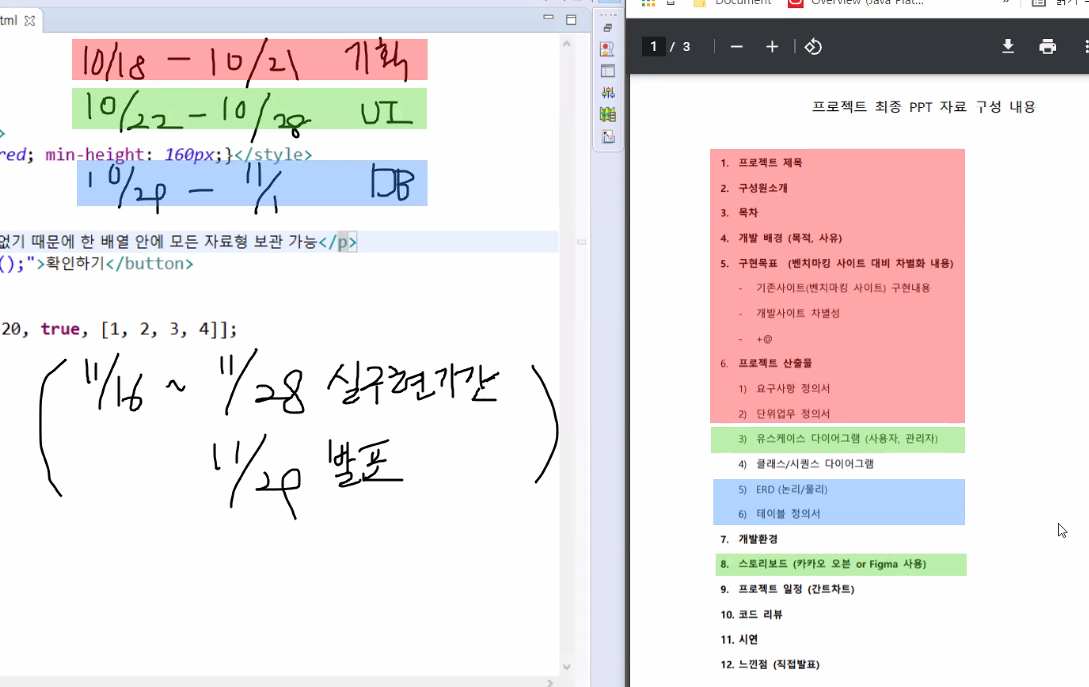 tml
10/18 - 10/21 기획
10/22 - 10/28 UI
>
red; min-height: 160px;}</style>
10/29 - 11/1 DB
없기 때문에 한 배열 안에 모든 자료형 보관 가능</p>
();">확인하기</button>
20, true, [1, 2, 3, 4]];
( 11/16 ~ 11/28 실구현기간
11/29 발표 )
Document
Overview (Java Plat...
»
1 / 3
프로젝트 최종 PPT 자료 구성 내용
1. 프로젝트 제목
2. 구성원소개
3. 목차
4. 개발 배경 (목적, 사유)
5. 구현목표 (벤치마킹 사이트 대비 차별화 내용)
- 기존사이트(벤치마킹 사이트) 구현내용
- 개발사이트 차별성
- +@
6. 프로젝트 산출물
1) 요구사항 정의서
2) 단위업무 정의서
3) 유스케이스 다이어그램 (사용자, 관리자)
4) 클래스/시퀀스 다이어그램
5) ERD (논리/물리)
6) 테이블 정의서
7. 개발환경
8. 스토리보드 (카카오 오븐 or Figma 사용)
9. 프로젝트 일정 (간트차트)
10. 코드 리뷰
11. 시연
12. 느낀점 (직접발표)